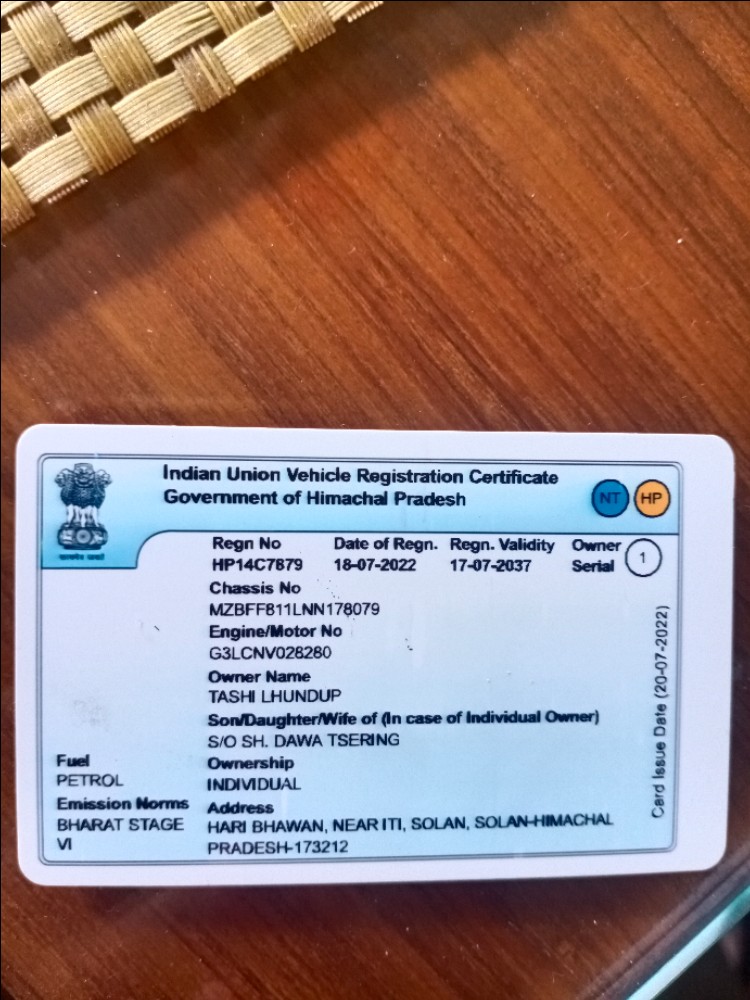 Indian Union Vehicle Registration Certificate
Government of Himachal Pradesh
NT HP
Regn No Date of Regn. Regn. Validity Owner Serial 1
HP14C7879 18-07-2022 17-07-2037
Chassis No
MZBFF811LNN178079
Engine/Motor No
G3LCNV028280
Owner Name
TASHI LHUNDUP
Son/Daughter/Wife of (In case of Individual Owner)
S/O SH. DAWA TSERING
Fuel
PETROL
Ownership
INDIVIDUAL
Emission Norms
BHARAT STAGE
VI
Address
HARI BHAWAN, NEAR ITI, SOLAN, SOLAN-HIMACHAL
PRADESH-173212
Card Issue Date (20-07-2022)